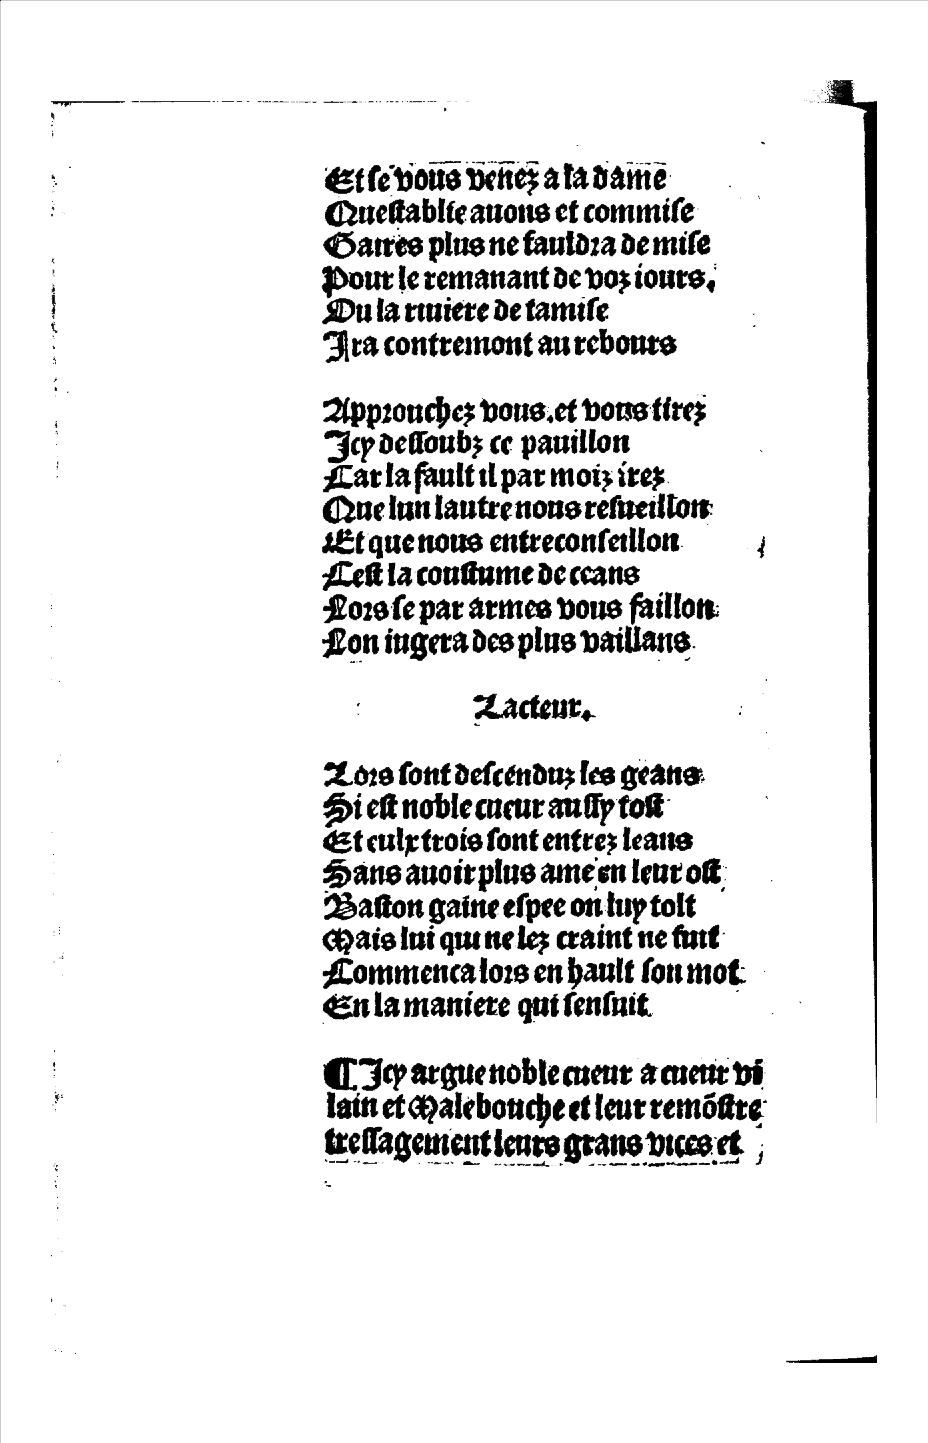 Et se vous venez a la dame
Questablie auons et commise
Gaires plus ne fauldra de mise
Pour le remanant de voz iours,
Ou la riuiere de tamise
Ira contremont au rebours
Approuchez vous.et vous tirez
Icy dessoubz ce pauillon
Car la fault il par moiz irez
Que lun lautre nous resueillon
Et que nous entreconseillon
Cest la coustume de ceans
Lors se par armes vous faillon
Lon iugera des plus vaillans
Lacteur.
Lors sont descenduz les geans
Si est noble cueur aussy tost
Et eulx trois sont entrez leans
Sans auoir plus ame en leur ost
Baston gaine espee on luy tolt
Mais lui qui ne lez craint ne fuit
Commenca lors en hault son mot
En la maniere qui sensuit
¶ Icy argue noble cueur a cueur vi
lain et Malebouche et leur remõstre
tressagement leurs grans vices et